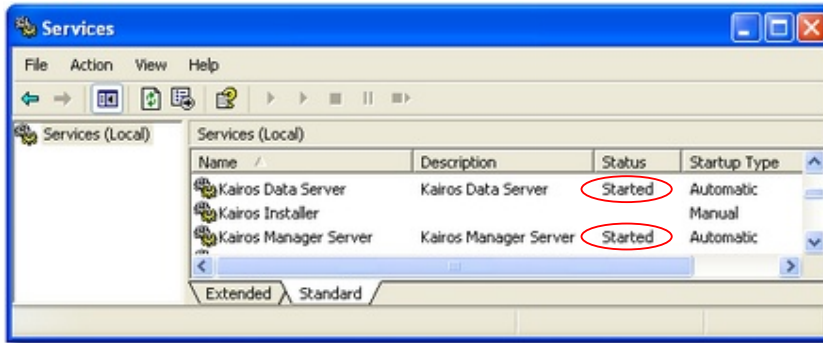 Services
File Action View Help
Services (Local) Services (Local)
Name Description Status Startup Type
Kairos Data Server Kairos Data Server Started Automatic
Kairos Installer Manual
Kairos Manager Server Kairos Manager Server Started Automatic
Extended Standard